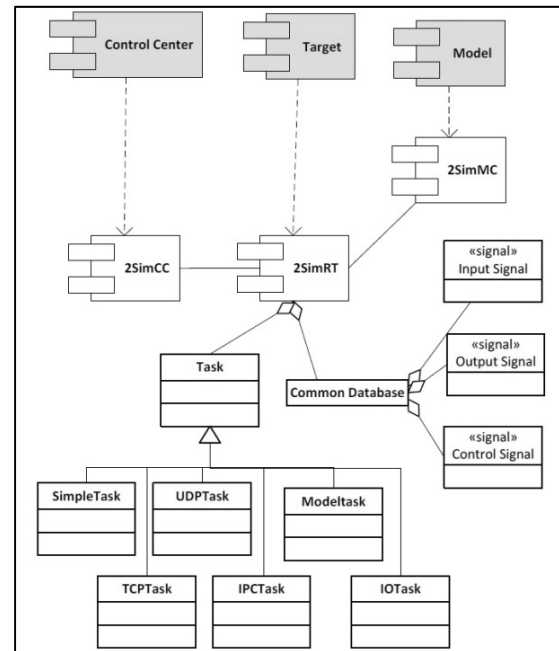 Control Center
Target
Model
2SimMC
2SimCC
2SimRT
«signal»
Input Signal
«signal»
Output Signal
«signal»
Control Signal
Task
Common Database
SimpleTask
UDPTask
Modeltask
TCPTask
IPCTask
IOTask